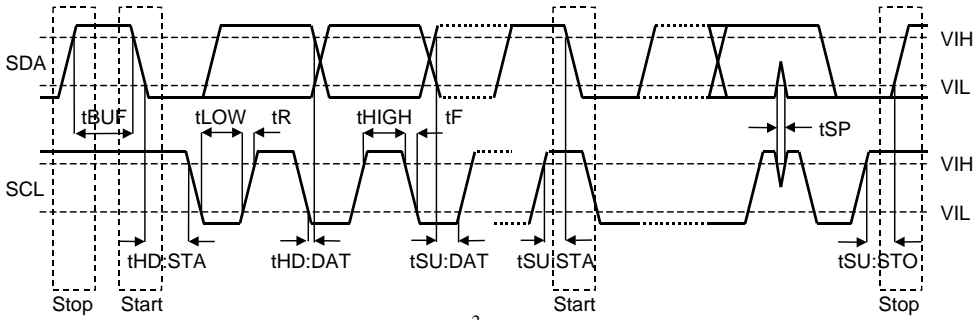 SDA
VIH
VIL
tBUF tLOW tR tHIGH tF tSP
SCL
VIH
VIL
tHD:STA tHD:DAT tSU:DAT tSU:STA tSU:STO
Stop Start Start Stop
2